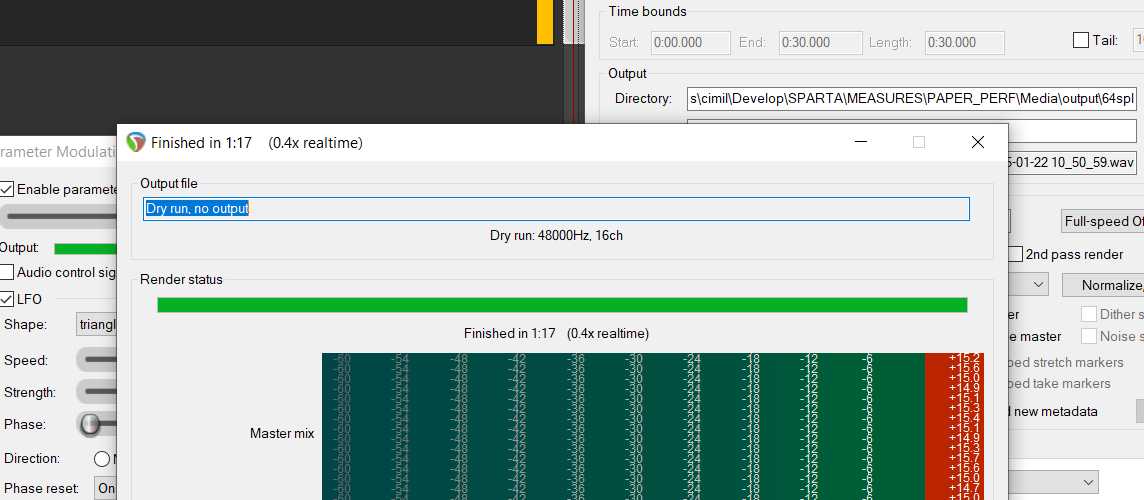 Time bounds
Start: 0:00.000 End: 0:30.000 Length: 0:30.000 Tail:
Output
Directory: s\cimil\Develop\SPARTA\MEASURES\PAPER_PERF\Media\output\64spl
Finished in 1:17 (0.4x realtime)
rameter Modulati
5-01-22 10_50_59.wav
Output file
Enable paramete
Dry run, no output
Full-speed Of
Dry run: 48000Hz, 16ch
Output:
2nd pass render
Audio control sig
Render status
Normalize,
LFO
er
Dither s
Shape: triangl
Finished in 1:17 (0.4x realtime)
e master
Noise s
Speed:
-60 -54 -48 -42 -36 -30 -24 -18 -12 -6 +15.2
ped stretch markers
-60 -54 -48 -42 -36 -30 -24 -18 -12 -6 +15.6
-60 -54 -48 -42 -36 -30 -24 -18 -12 -6 +15.0
ped take markers
-60 -54 -48 -42 -36 -30 -24 -18 -12 -6 +14.9
Strength:
-60 -54 -48 -42 -36 -30 -24 -18 -12 -6 +15.1
-60 -54 -48 -42 -36 -30 -24 -18 -12 -6 +15.3
d new metadata
-60 -54 -48 -42 -36 -30 -24 -18 -12 -6 +15.4
Phase:
-60 -54 -48 -42 -36 -30 -24 -18 -12 -6 +15.1
Master mix
-60 -54 -48 -42 -36 -30 -24 -18 -12 -6 +14.9
-60 -54 -48 -42 -36 -30 -24 -18 -12 -6 +15.3
Direction:
-60 -54 -48 -42 -36 -30 -24 -18 -12 -6 +15.7
-60 -54 -48 -42 -36 -30 -24 -18 -12 -6 +15.6
-60 -54 -48 -42 -36 -30 -24 -18 -12 -6 +15.0
Phase reset: On
-60 -54 -48 -42 -36 -30 -24 -18 -12 -6 +14.7
-60 -54 -48 -42 -36 -30 -24 -18 -12 -6 +15.0